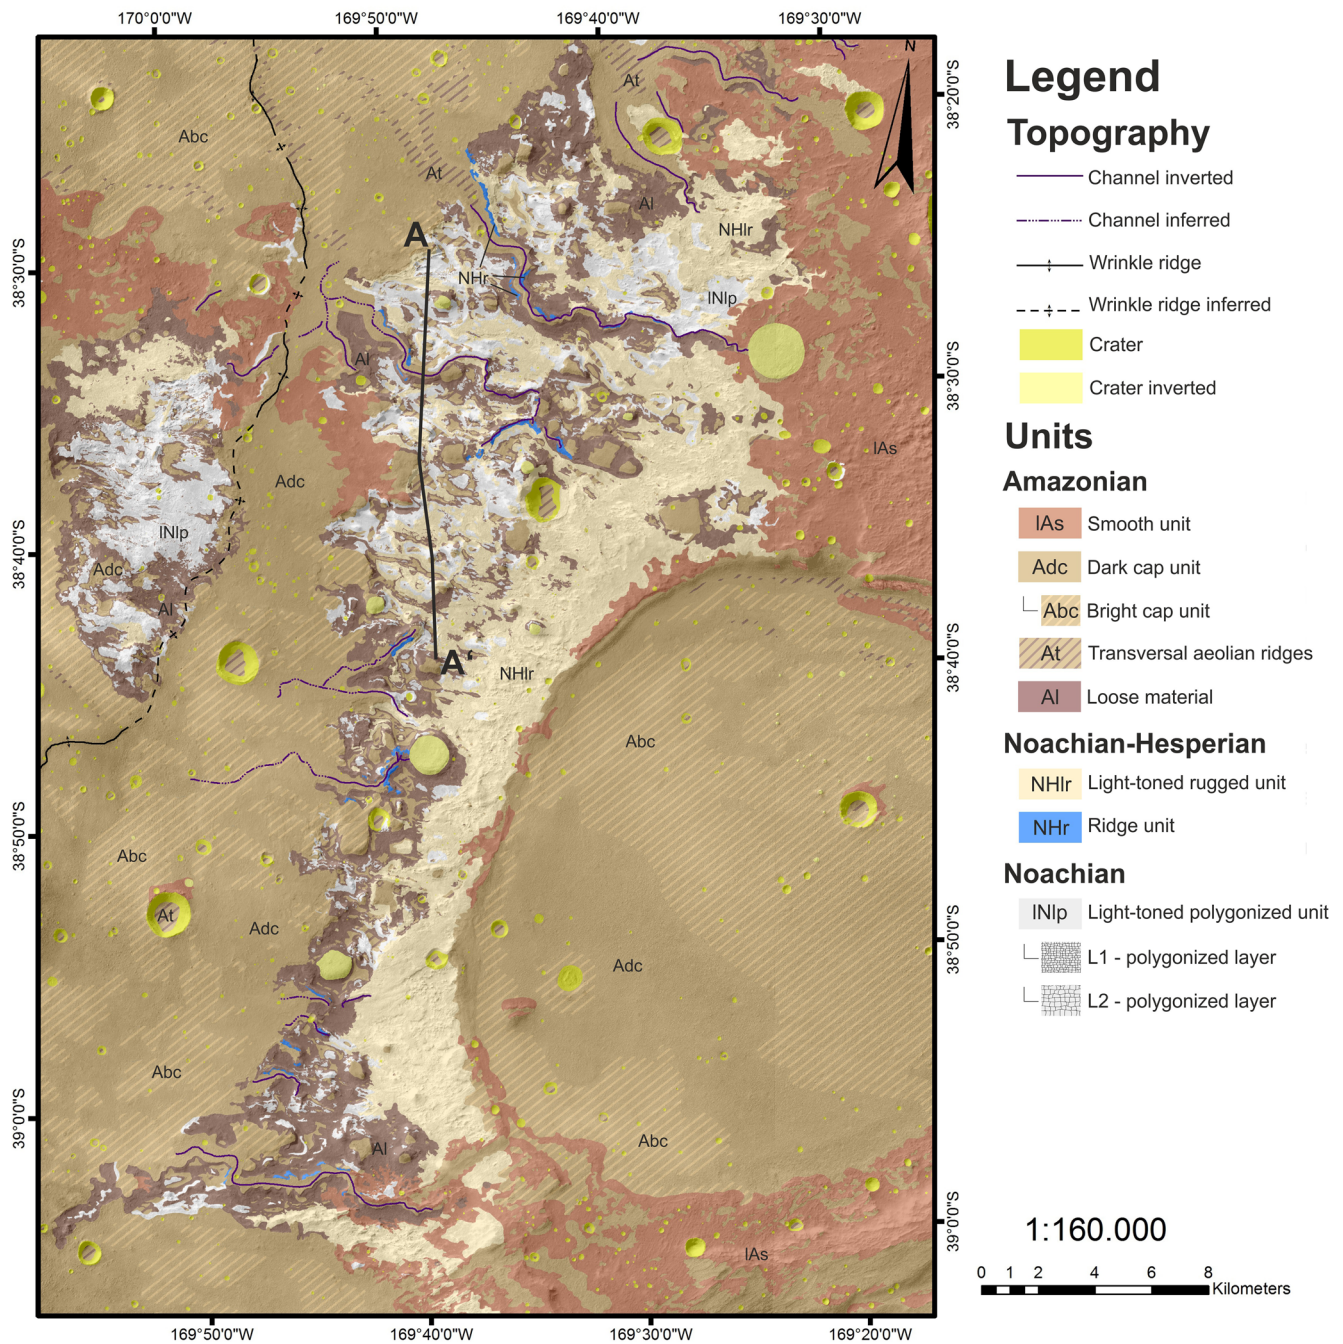 170°0'0"W 169°50'0"W 169°40'0"W 169°30'0"W
38°20'0"S
38°30'0"S
38°30'0"S
38°40'0"S
38°40'0"S
38°50'0"S
38°50'0"S
39°0'0"S
39°0'0"S
169°50'0"W 169°40'0"W 169°30'0"W 169°20'0"W
N
At
Abc
At
Al
NHlr
A
NHr
lNlp
Al
lAs
Adc
lNlp
Adc
Al
A'
NHlr
Abc
Abc
At
Adc
Adc
Abc
Abc
Al
lAs
Legend
Topography
Channel inverted
Channel inferred
Wrinkle ridge
Wrinkle ridge inferred
Crater
Crater inverted
Units
Amazonian
lAs Smooth unit
Adc Dark cap unit
Abc Bright cap unit
At Transversal aeolian ridges
Al Loose material
Noachian-Hesperian
NHlr Light-toned rugged unit
NHr Ridge unit
Noachian
lNlp Light-toned polygonized unit
L1 - polygonized layer
L2 - polygonized layer
1:160.000
0 1 2 4 6 8
Kilometers